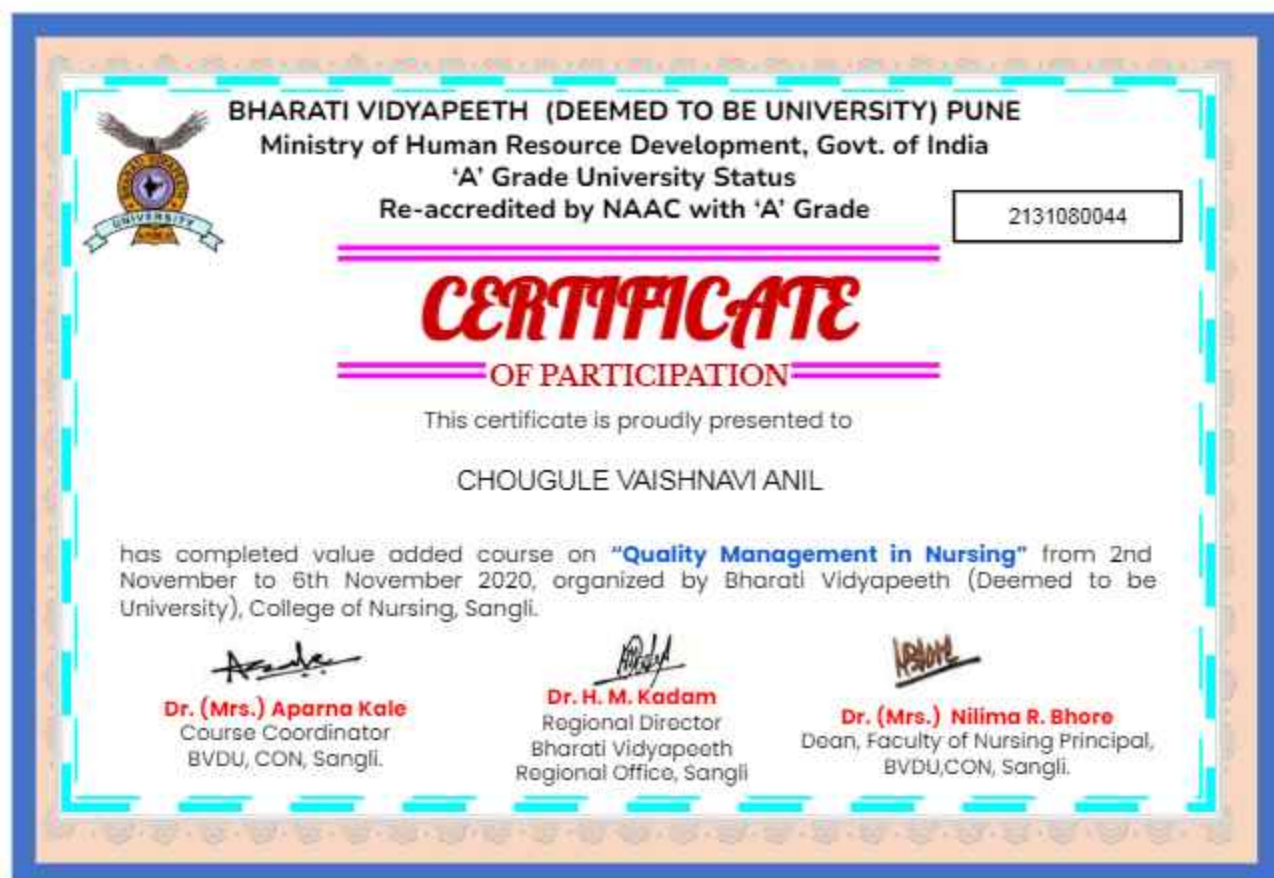 BHARATI VIDYAPEETH (DEEMED TO BE UNIVERSITY) PUNE
Ministry of Human Resource Development, Govt. of India
‘A’ Grade University Status
Re-accredited by NAAC with ‘A’ Grade
2131080044
BHARATI VIDYAPEETH
UNIVERSITY
CERTIFICATE
OF PARTICIPATION
This certificate is proudly presented to
CHOUGULE VAISHNAVI ANIL
has completed value added course on “Quality Management in Nursing” from 2nd
November to 6th November 2020, organized by Bharati Vidyapeeth (Deemed to be
University), College of Nursing, Sangli.
Dr. (Mrs.) Aparna Kale
Course Coordinator
BVDU, CON, Sangli.
Dr. H. M. Kadam
Regional Director
Bharati Vidyapeeth
Regional Office, Sangli
Dr. (Mrs.) Nilima R. Bhore
Dean, Faculty of Nursing Principal,
BVDU,CON, Sangli.